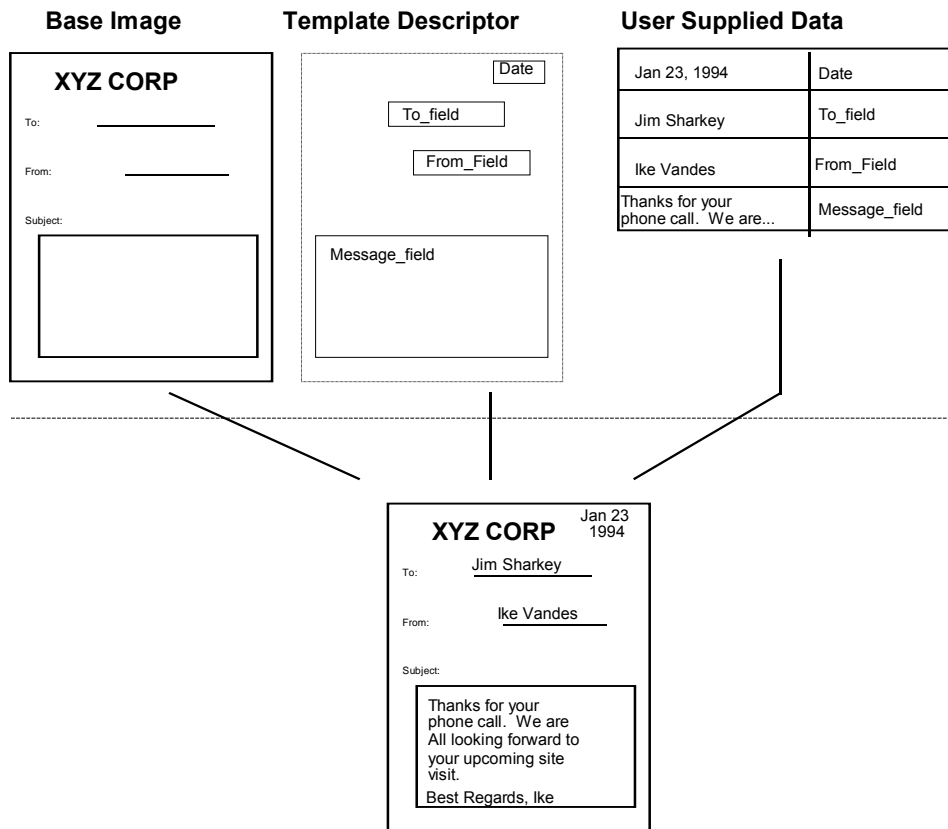 Base Image
Template Descriptor
User Supplied Data
XYZ CORP
To:
From:
Subject:
Date
To_field
From_Field
Message_field
Jan 23, 1994
Date
Jim Sharkey
To_field
Ike Vandes
From_Field
Thanks for your
phone call. We are...
Message_field
XYZ CORP
Jan 23
1994
To:
Jim Sharkey
From:
Ike Vandes
Subject:
Thanks for your
phone call. We are
All looking forward to
your upcoming site
visit.
Best Regards, Ike